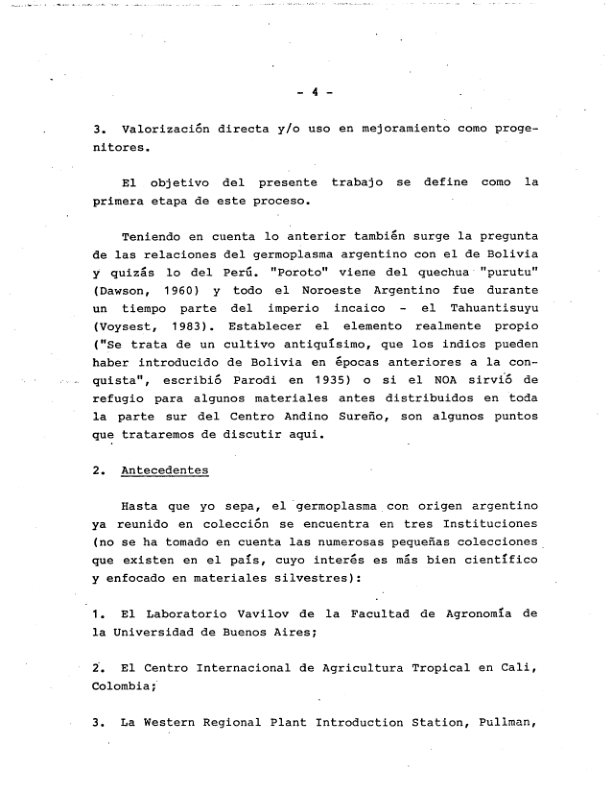 - 4 -
3. Valorización directa y/o uso en mejoramiento como proge-
nitores.
El objetivo del presente trabajo se define como la
primera etapa de este proceso.
Teniendo en cuenta lo anterior también surge la pregunta
de las relaciones del germoplasma argentino con el de Bolivia
y quizás lo del Perú. "Poroto" viene del quechua "purutu"
(Dawson, 1960) y todo el Noroeste Argentino fue durante
un tiempo parte del imperio incaico - el Tahuantisuyu
(Voysest, 1983). Establecer el elemento realmente propio
("Se trata de un cultivo antiquísimo, que los indios pueden
haber introducido de Bolivia en épocas anteriores a la con-
quista", escribió Parodi en 1935) o si el NOA sirvió de
refugio para algunos materiales antes distribuidos en toda
la parte sur del Centro Andino Sureño, son algunos puntos
que trataremos de discutir aqui.
2. Antecedentes
Hasta que yo sepa, el germoplasma con origen argentino
ya reunido en colección se encuentra en tres Instituciones
(no se ha tomado en cuenta las numerosas pequeñas colecciones
que existen en el país, cuyo interés es más bien científico
y enfocado en materiales silvestres):
1. El Laboratorio Vavilov de la Facultad de Agronomía de
la Universidad de Buenos Aires;
2. El Centro Internacional de Agricultura Tropical en Cali,
Colombia;
3. La Western Regional Plant Introduction Station, Pullman,